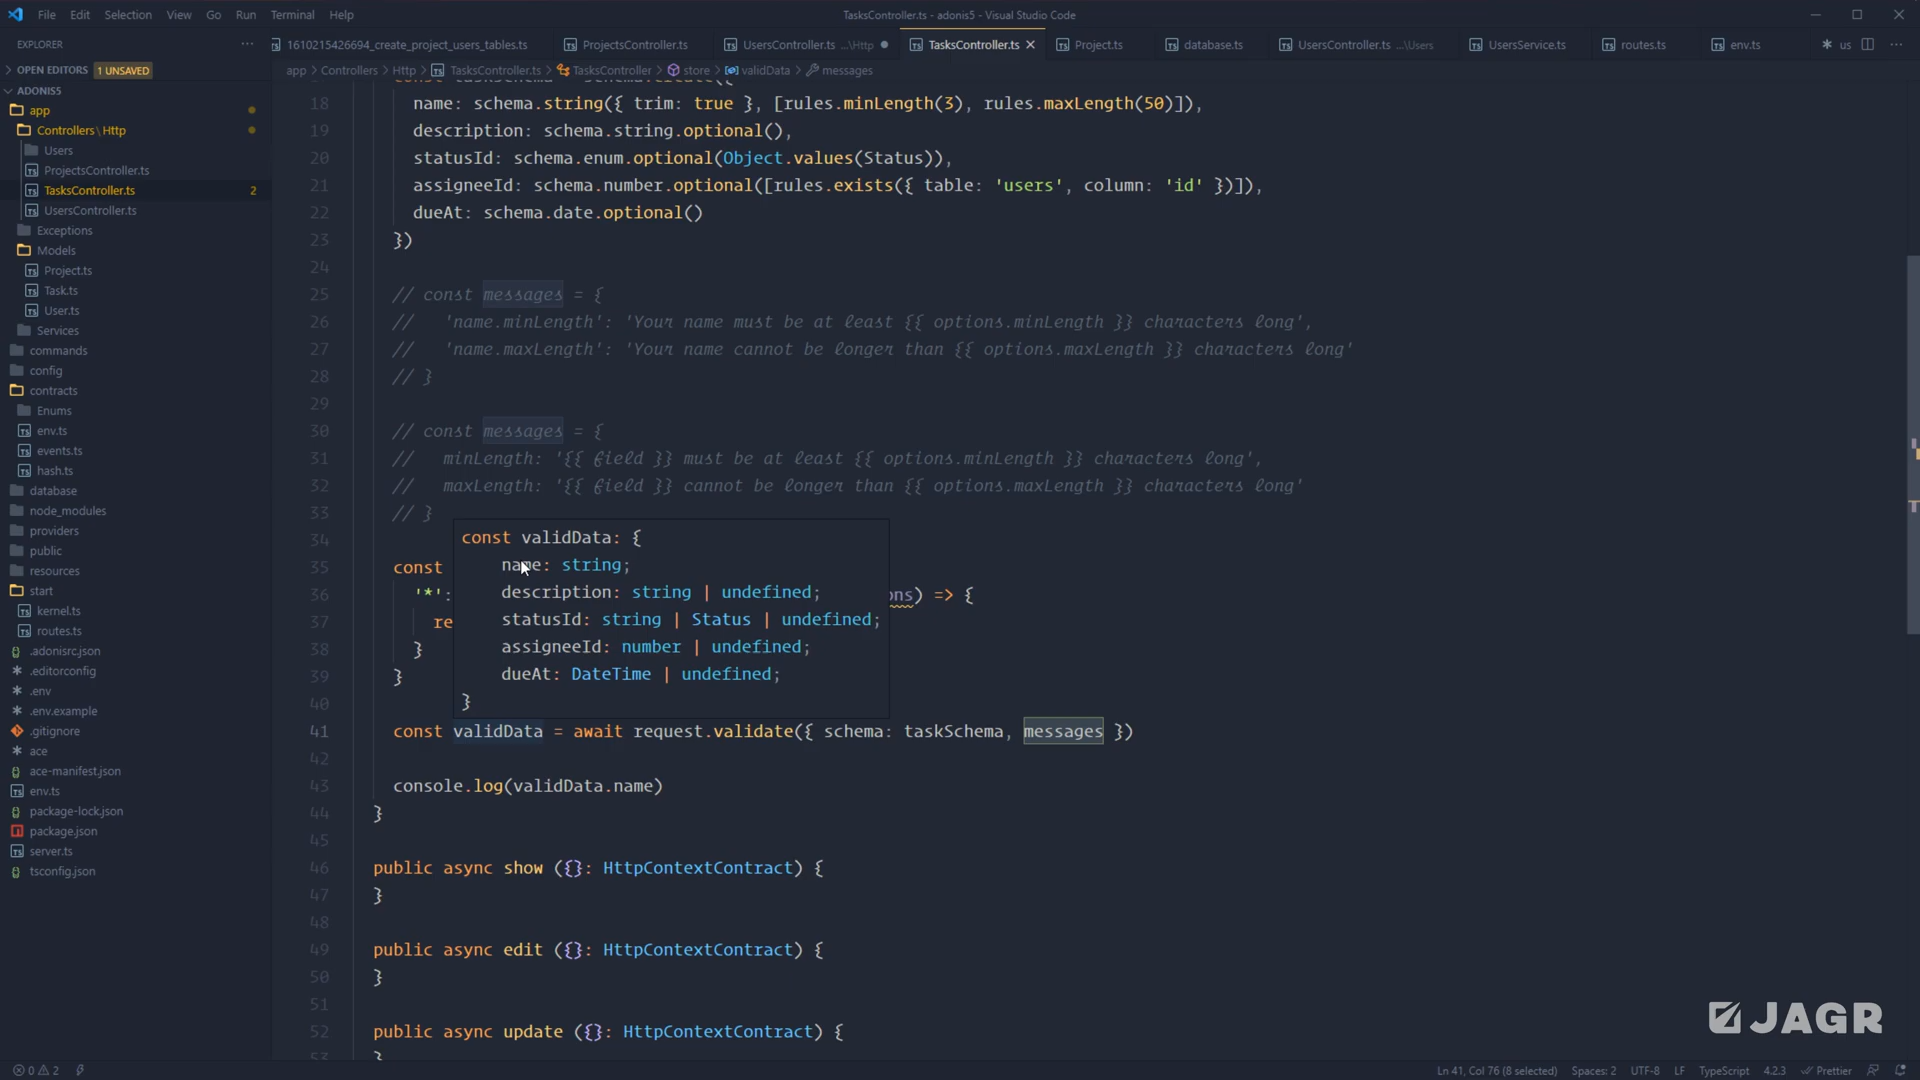 File Edit Selection View Go Run Terminal Help
TasksController.ts - adonis5 - Visual Studio Code
EXPLORER
1610215426694_create_project_users_tables.ts ProjectsController.ts UsersController.ts ...\Http TasksController.ts Project.ts database.ts UsersController.ts ...\Users UsersService.ts routes.ts env.ts us
OPEN EDITORS 1 UNSAVED
app > Controllers > Http > TasksController.ts > TasksController > store > validData > messages
ADONIS5
app
Controllers \ Http
Users
ProjectsController.ts
TasksController.ts 2
UsersController.ts
Exceptions
Models
Project.ts
Task.ts
User.ts
Services
commands
config
contracts
Enums
env.ts
events.ts
hash.ts
database
node_modules
providers
public
resources
start
kernel.ts
routes.ts
.adonisrc.json
.editorconfig
.env
.env.example
.gitignore
ace
ace-manifest.json
env.ts
package-lock.json
package.json
server.ts
tsconfig.json
18 name: schema.string({ trim: true }, [rules.minLength(3), rules.maxLength(50)]),
19 description: schema.string.optional(),
20 statusId: schema.enum.optional(Object.values(Status)),
21 assigneeId: schema.number.optional([rules.exists({ table: 'users', column: 'id' })]),
22 dueAt: schema.date.optional()
23 })
24
25 // const messages = {
26 // 'name.minLength': 'Your name must be at least {{ options.minLength }} characters long',
27 // 'name.maxLength': 'Your name cannot be longer than {{ options.maxLength }} characters long'
28 // }
29
30 // const messages = {
31 // minLength: '{{ field }} must be at least {{ options.minLength }} characters long',
32 // maxLength: '{{ field }} cannot be longer than {{ options.maxLength }} characters long'
33 // }
34
35 const
36 '*': ons) => {
37 re
38 }
39 }
40
const validData: {
name: string;
description: string | undefined;
statusId: string | Status | undefined;
assigneeId: number | undefined;
dueAt: DateTime | undefined;
}
41 const validData = await request.validate({ schema: taskSchema, messages })
42
43 console.log(validData.name)
44 }
45
46 public async show ({}: HttpContextContract) {
47 }
48
49 public async edit ({}: HttpContextContract) {
50 }
51
52 public async update ({}: HttpContextContract) {
53 }
JAGR
0 2
Ln 41, Col 76 (8 selected) Spaces: 2 UTF-8 LF TypeScript 4.2.3 Prettier